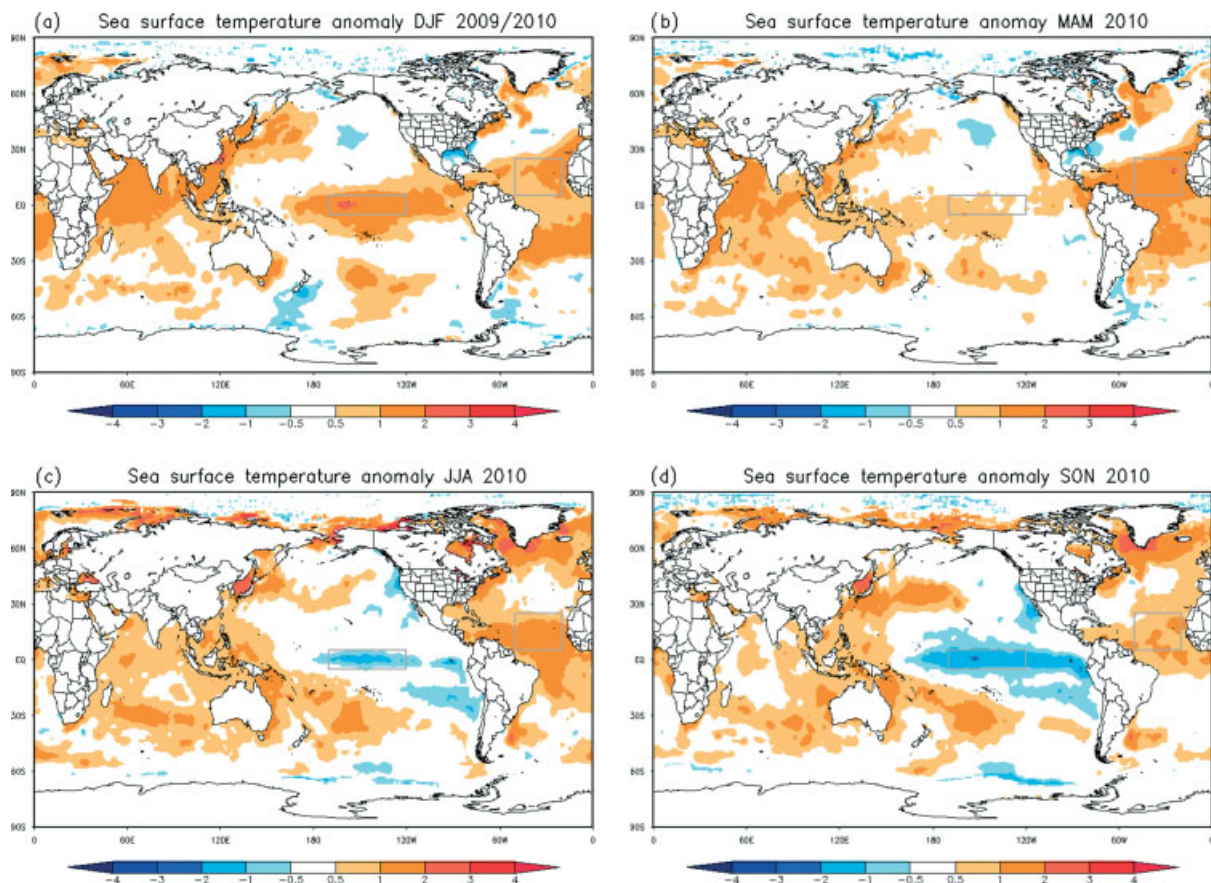 (a) Sea surface temperature anomaly DJF 2009/2010
90N
60N
30N
EQ
30S
60S
90S
0 60E 120E 180 120W 60W 0
-4 -3 -2 -1 -0.5 0.5 1 2 3 4
(b) Sea surface temperature anomay MAM 2010
90N
60N
30N
EQ
30S
60S
90S
0 60E 120E 180 120W 60W 0
-4 -3 -2 -1 -0.5 0.5 1 2 3 4
(c) Sea surface temperature anomaly JJA 2010
90N
60N
30N
EQ
30S
60S
90S
0 60E 120E 180 120W 60W 0
-4 -3 -2 -1 -0.5 0.5 1 2 3 4
(d) Sea surface temperature anomaly SON 2010
90N
60N
30N
EQ
30S
60S
90S
0 60E 120E 180 120W 60W 0
-4 -3 -2 -1 -0.5 0.5 1 2 3 4